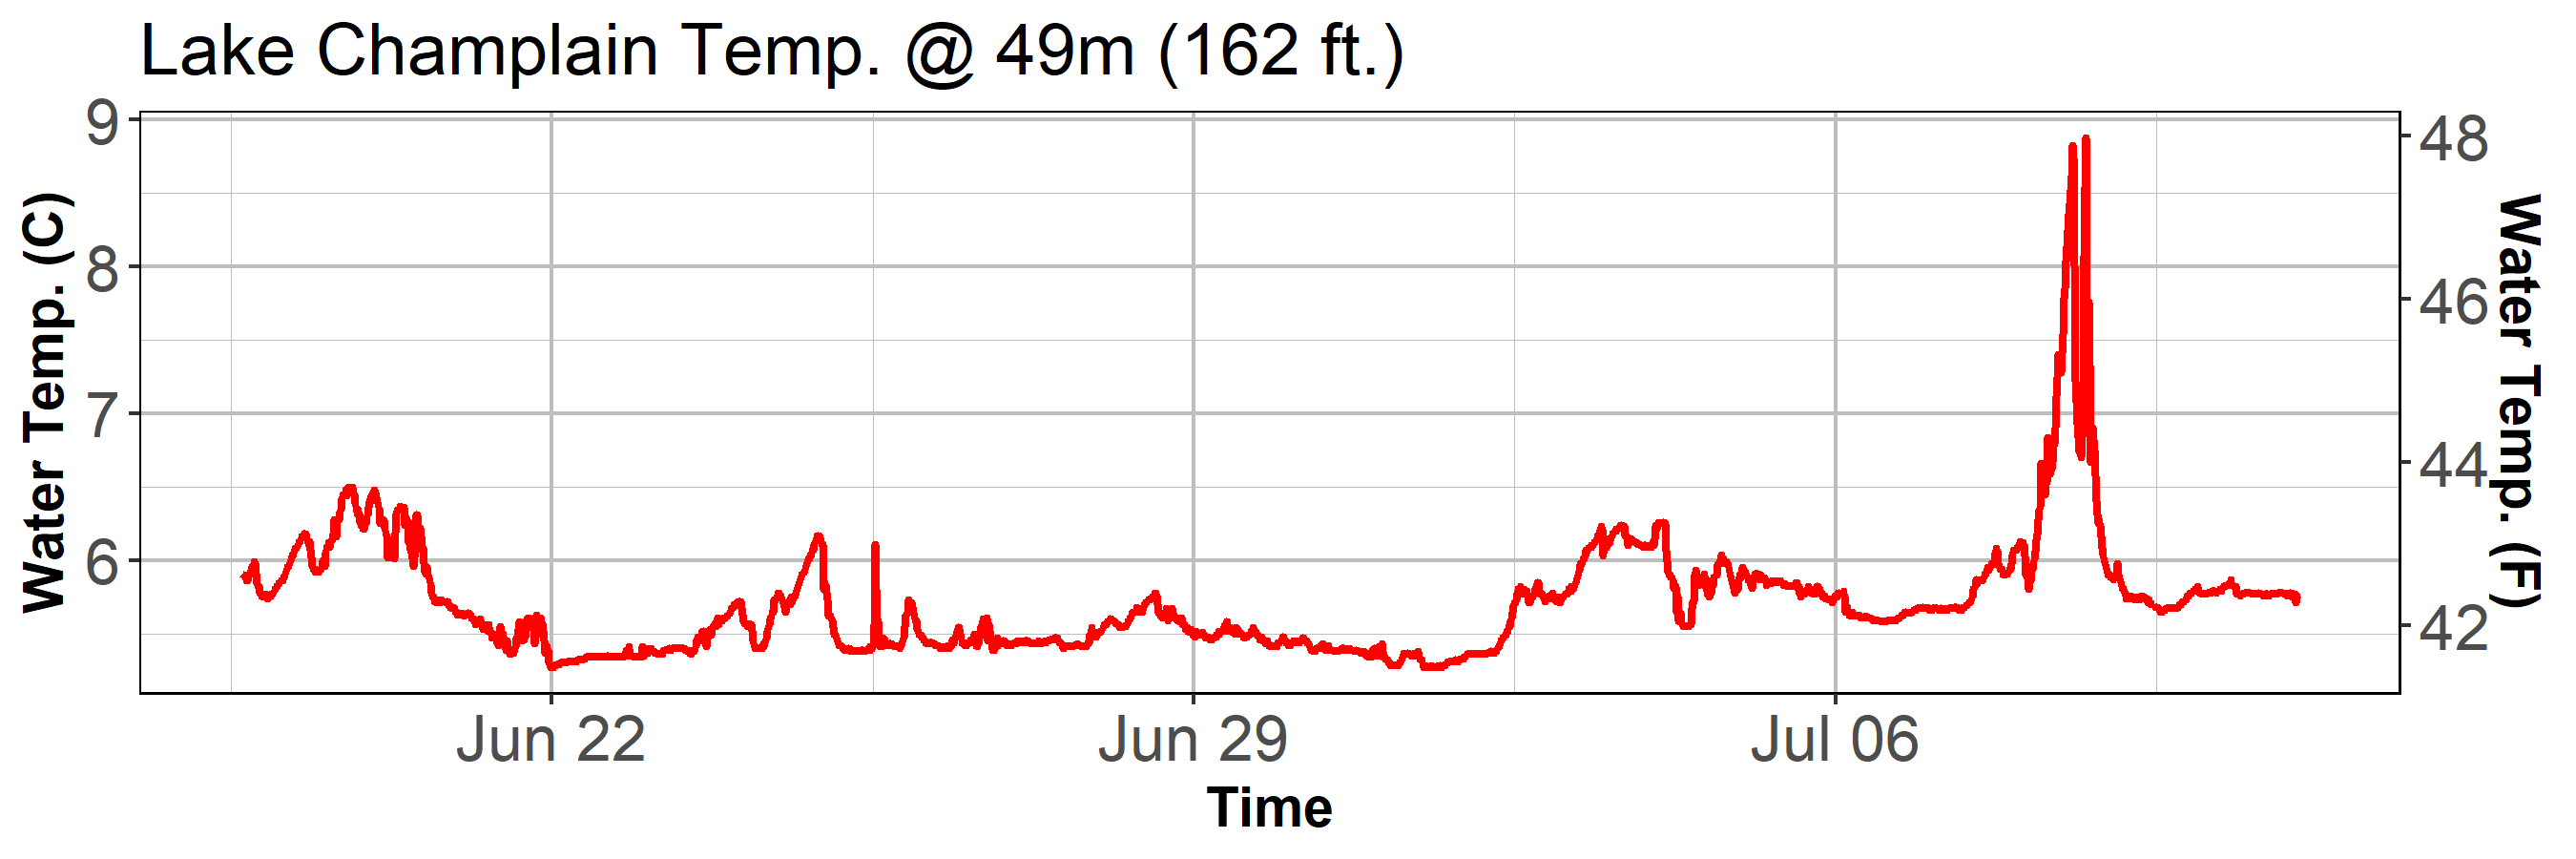 Lake Champlain Temp. @ 49m (162 ft.)
Water Temp. (C)
9
8
7
6
48
46
44
42
Water Temp. (F)
Jun 22
Jun 29
Jul 06
Time